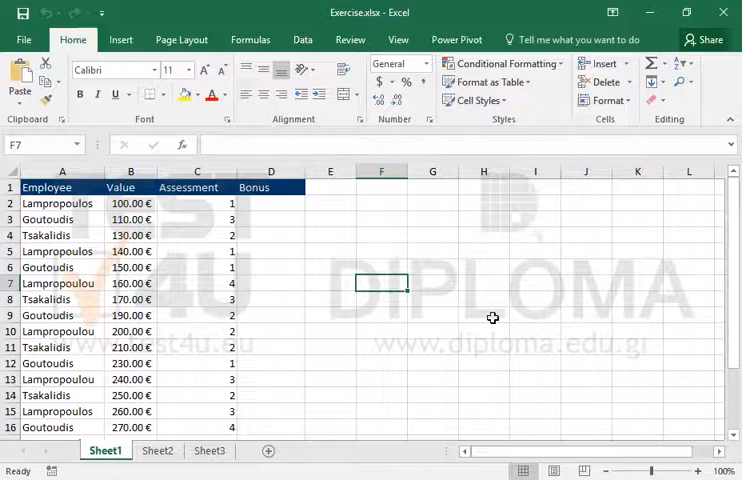 Exercise.xlsx - Excel
File Home Insert Page Layout Formulas Data Review View Power Pivot Tell me what you want to do Share
Calibri 11 General Conditional Formatting Insert
Paste $ % Format as Table Delete
B I U A Cell Styles Format
Clipboard Font Alignment Number Styles Cells Editing
F7 fx
A B C D E F G H I J K L
1 Employee Value Assessment Bonus
2 Lampropoulos 100.00 € 1
3 Goutoudis 110.00 € 3
4 Tsakalidis 130.00 € 2
5 Lampropoulos 140.00 € 1
6 Goutoudis 150.00 € 1
7 Lampropoulou 160.00 € 4
8 Tsakalidis 170.00 € 3
9 Goutoudis 190.00 € 2
10 Lampropoulou 200.00 € 2
11 Tsakalidis 210.00 € 2
12 Goutoudis 230.00 € 1
13 Lampropoulou 240.00 € 3
14 Tsakalidis 250.00 € 2
15 Lampropoulos 260.00 € 3
16 Goutoudis 270.00 € 4
TEST
4U DIPLOMA
www.diploma.edu.gr
Sheet1 Sheet2 Sheet3
Ready 100%